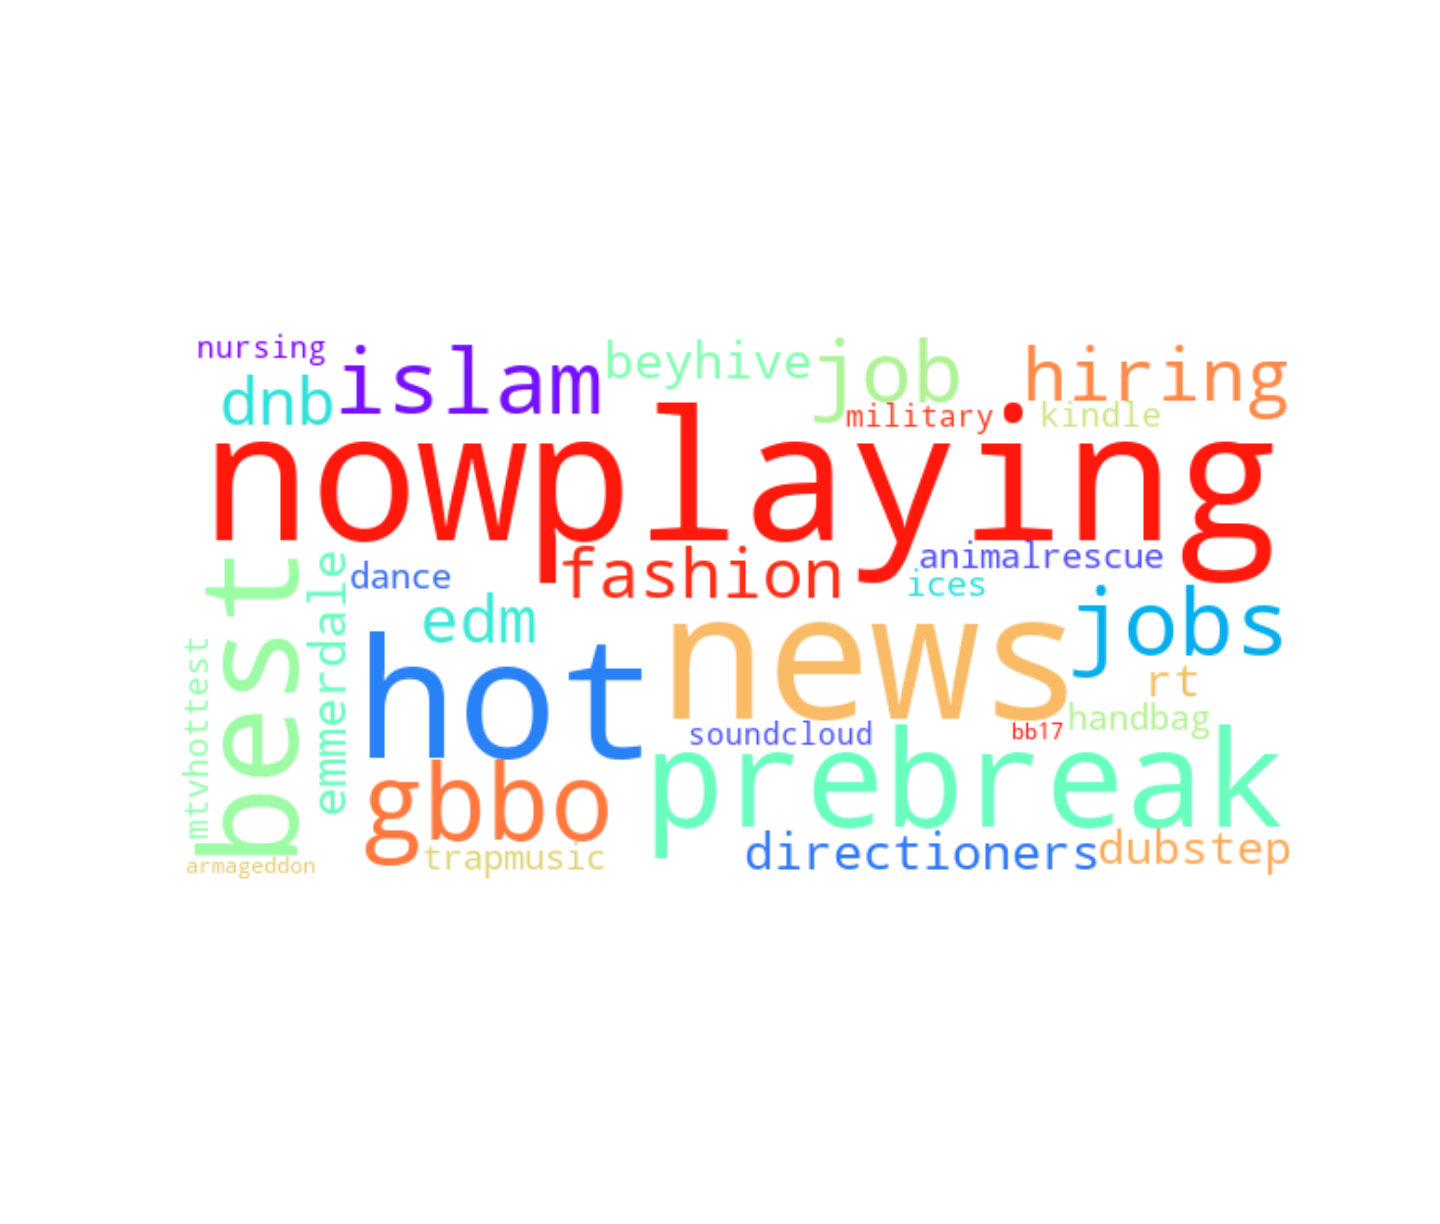 nursing
islam
beyhive
job
hiring
dnb
military
kindle
nowplaying
best
emmerdale
dance
fashion
animalrescue
ices
edm
jobs
hot
news
mtvhottest
rt
handbag
soundcloud
bb17
prebreak
gbbo
trapmusic
directioners
dubstep
armageddon